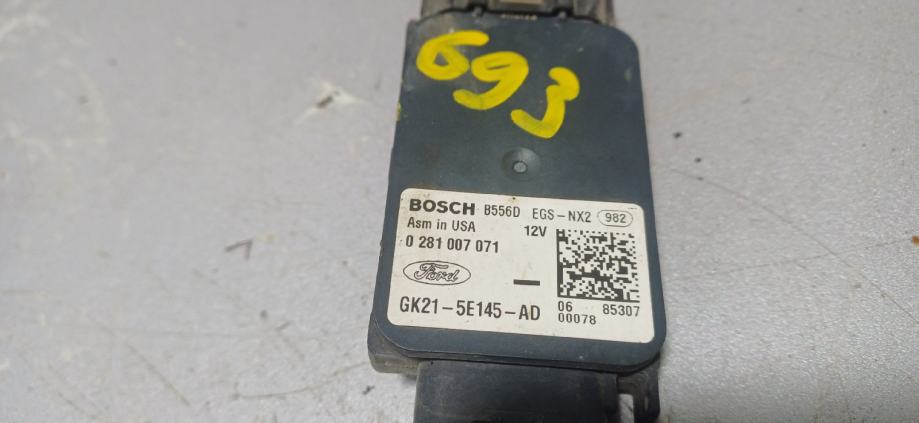 693
BOSCH B556D EGS-NX2 982
Asm in USA 12V
0 281 007 071
Ford
GK21-5E145-AD
06 85307
00078